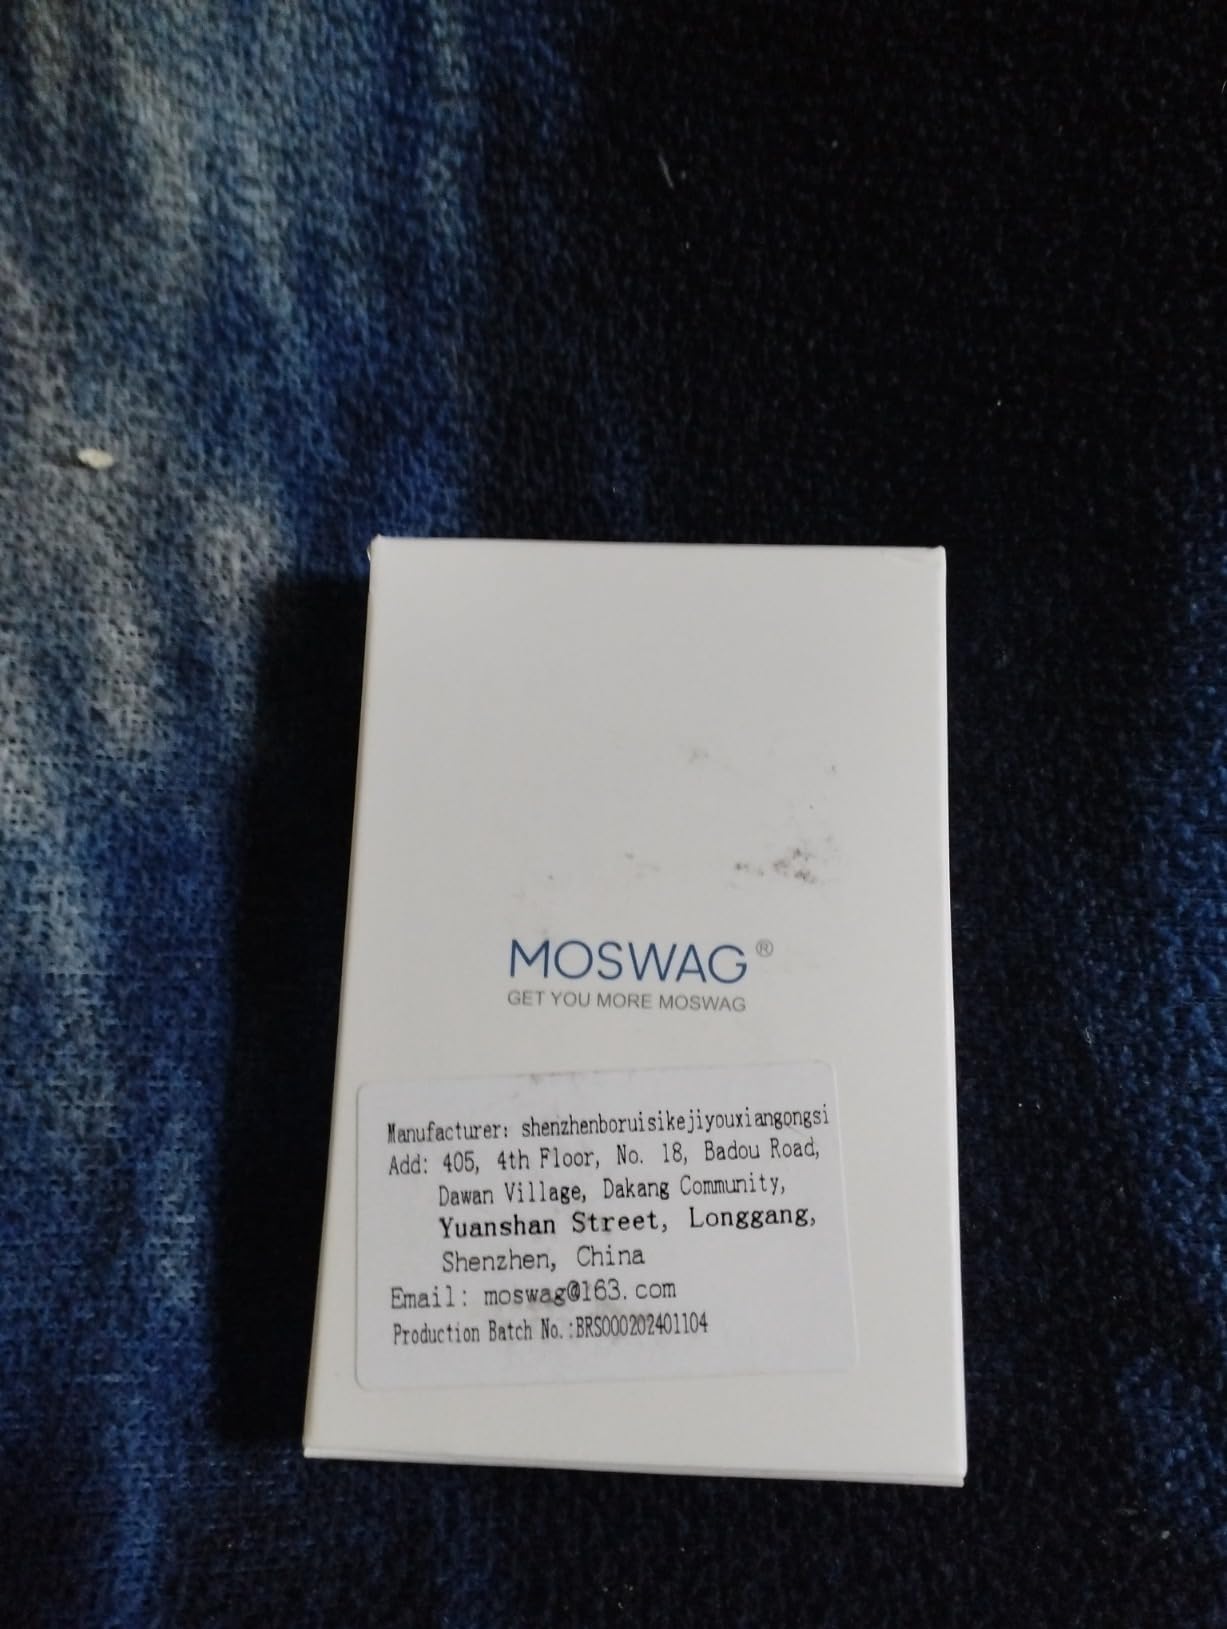 MOSWAG®
GET YOU MORE MOSWAG
Manufacturer: shenzhenboruisikejiyouxiangongsi
Add: 405, 4th Floor, No. 18, Badou Road,
Dawan Village, Dakang Community,
Yuanshan Street, Longgang,
Shenzhen, China
Email: moswag@163.com
Production Batch No.:BRS000202401104